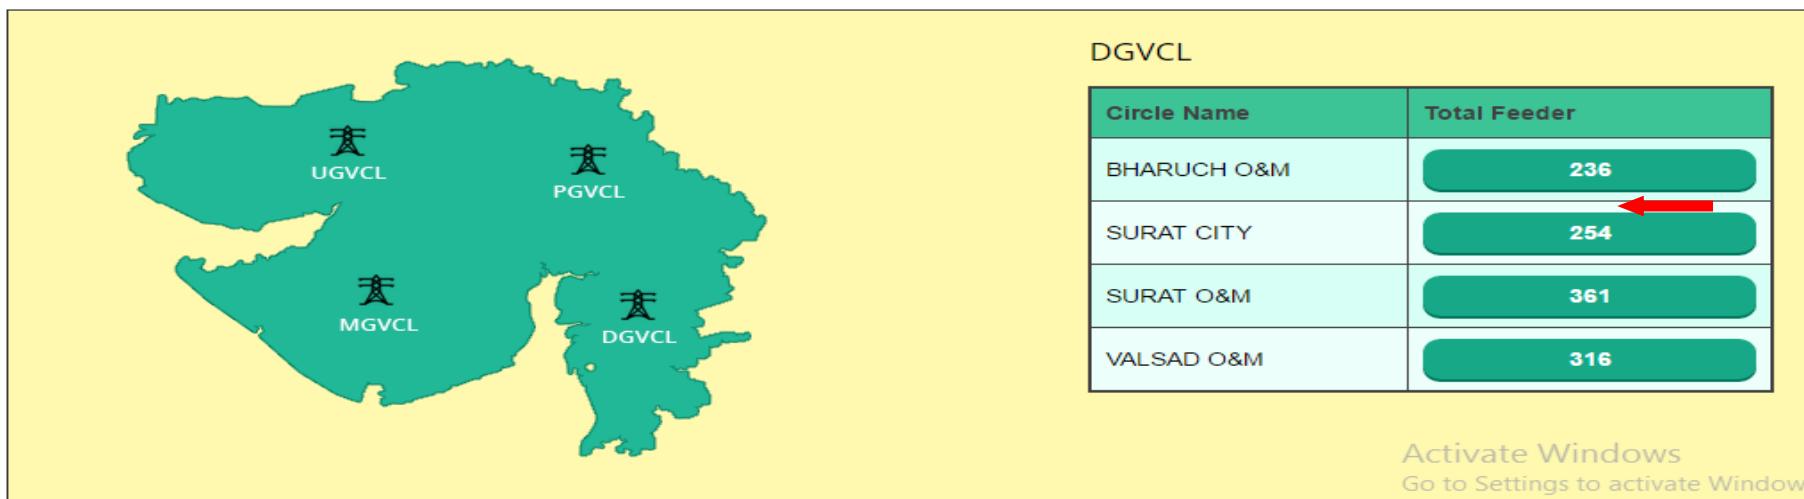 UGVCL
PGVCL
MGVCL
DGVCL
DGVCL
Circle Name Total Feeder
BHARUCH O&M 236
SURAT CITY 254
SURAT O&M 361
VALSAD O&M 316
Activate Windows
Go to Settings to activate Window